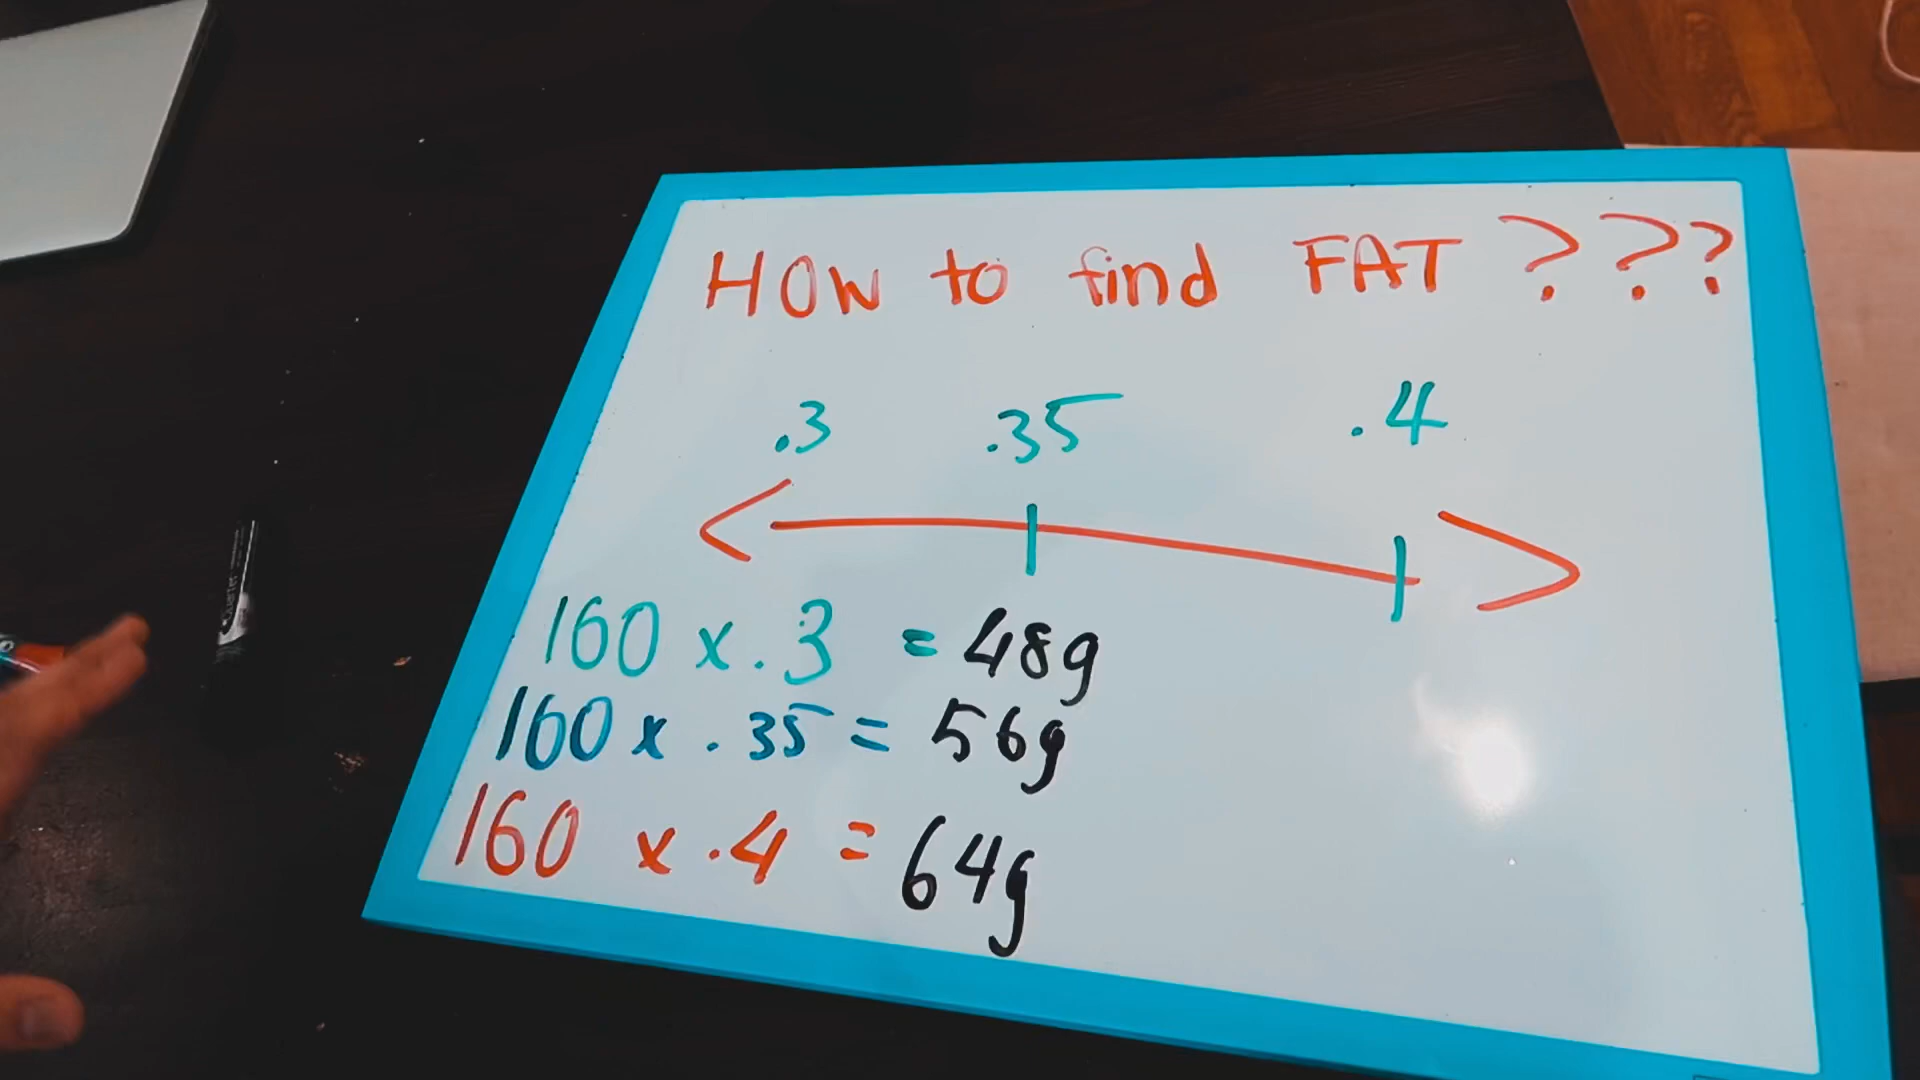 HOW to find FAT ???
.3 .35 .4
160 x .3 = 48g
160 x .35 = 56g
160 x .4 = 64g